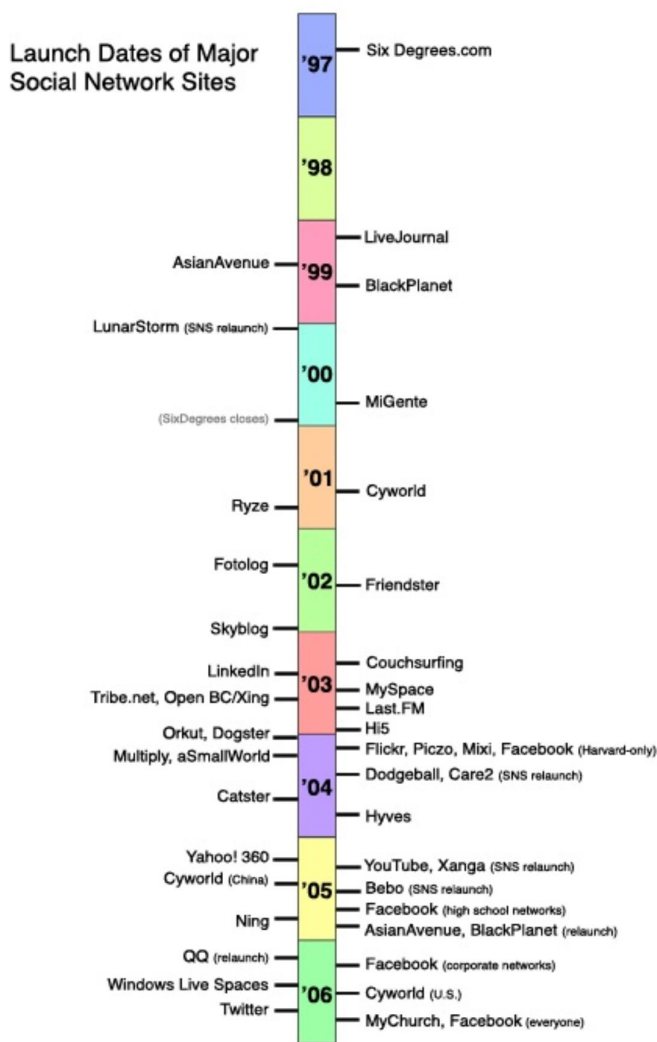 Launch Dates of Major
Social Network Sites
'97
Six Degrees.com
'98
LiveJournal
AsianAvenue
'99
BlackPlanet
LunarStorm (SNS relaunch)
'00
MiGente
(SixDegrees closes)
'01
Cyworld
Ryze
Fotolog
'02
Friendster
Skyblog
Couchsurfing
LinkedIn
'03
MySpace
Tribe.net, Open BC/Xing
Last.FM
Hi5
Orkut, Dogster
Flickr, Piczo, Mixi, Facebook (Harvard-only)
Multiply, aSmallWorld
Dodgeball, Care2 (SNS relaunch)
'04
Catster
Hyves
Yahoo! 360
YouTube, Xanga (SNS relaunch)
Cyworld (China)
'05
Bebo (SNS relaunch)
Facebook (high school networks)
Ning
AsianAvenue, BlackPlanet (relaunch)
QQ (relaunch)
Facebook (corporate networks)
Windows Live Spaces
'06
Cyworld (U.S.)
Twitter
MyChurch, Facebook (everyone)